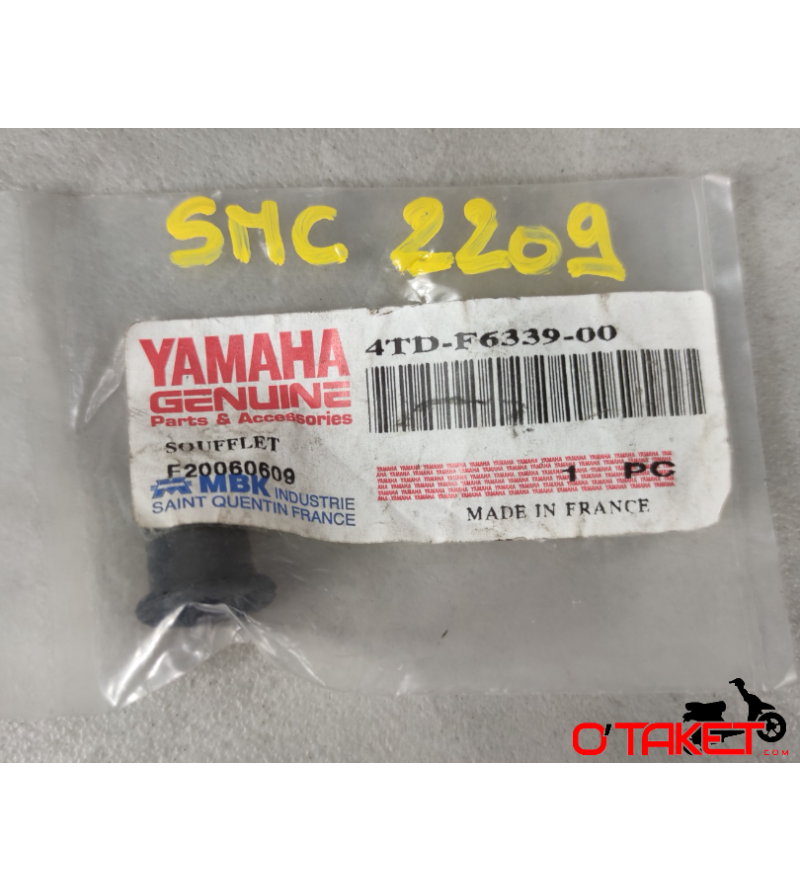 SMC 2209
YAMAHA
GENUINE
Parts & Accessories
SOUFFLET
F20060609
MBK INDUSTRIE
SAINT QUENTIN FRANCE
4TD-F6339-00
1 PC
MADE IN FRANCE
O'TAKET.COM